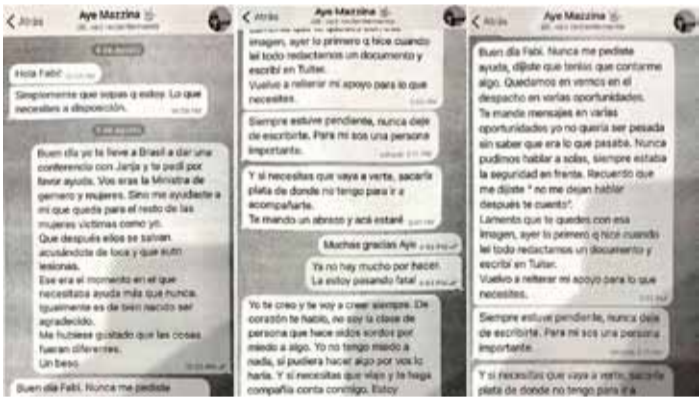 Atrás
Aye Mazzina
Hola Fabi!
Simplemente que sepas q estoy. Lo que
necesites a disposición.
Buen día yo te lleve a Brasil a dar una
conferencia con Janja y te pedí por
favor ayuda. Vos eras la Ministra de
género y mujeres. Sino me ayudaste a
mi que queda para el resto de las
mujeres víctimas como yo.
Que después ellos se salvan
acusándote de loca y que
lesiones.
Ese era el momento en el que
necesitaba ayuda más que nunca.
Igualmente es de bien nacido ser
agradecido.
Me hubiese gustado que las cosas
fueran diferentes.
Un beso
Buen día Fabi. Nunca me pediste
Atrás
Aye Mazzina
imagen, ayer lo primero q hice cuando
leí todo redactamos un documento y
escribí en Tuiter.
Vuelvo a reiterar mi apoyo para lo que
necesites.
Siempre estuve pendiente, nunca deje
de escribirte. Para mi sos una persona
importante.
Y si necesitas que vaya a verte, sacaría
plata de donde no tengo para ir a
acompañarte.
Te mando un abrazo y acá estaré
Muchas gracias Aye
Ya no hay mucho por hacer.
La estoy pasando fatal
Yo te creo y te voy a creer siempre. De
corazón te hablo, no soy la clase de
persona que hace oídos sordos por
miedo a algo. Yo no tengo miedo a
nada, si pudiera hacer algo por vos lo
haría. Y si necesitas que viaje y te haga
compañía conta conmigo. Estoy
Atrás
Aye Mazzina
Buen día Fabi. Nunca me pediste
ayuda, dijiste que tenías que contarme
algo. Quedamos en vernos en el
despacho en varias oportunidades.
Te mande mensajes en varias
oportunidades yo no quería ser pesada
sin saber que era lo que pasaba. Nunca
pudimos hablar a solas, siempre estaba
la seguridad en frente. Recuerdo que
me dijiste " no me dejan hablar
después te cuento".
Lamento que te quedes con esa
imagen, ayer lo primero q hice cuando
leí todo redactamos un documento y
escribí en Tuiter.
Vuelvo a reiterar mi apoyo para lo que
necesites.
Siempre estuve pendiente, nunca deje
de escribirte. Para mi sos una persona
importante.
Y si necesitas que vaya a verte, sacaría
plata de donde no tengo para ir a